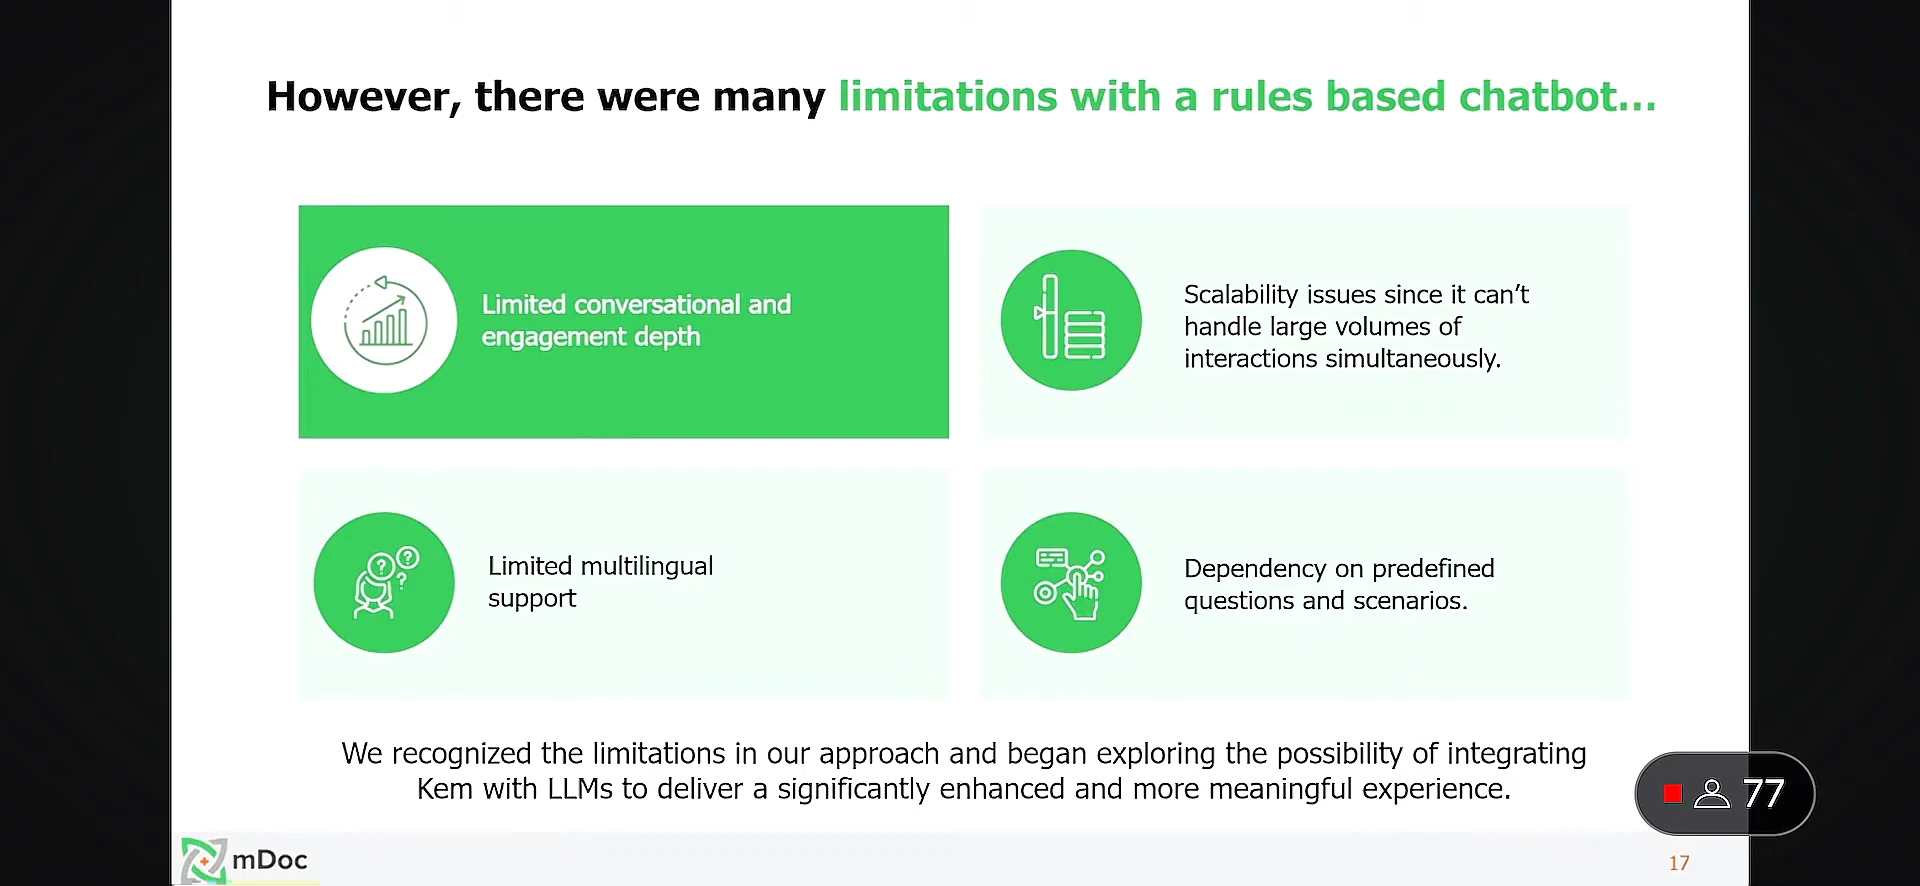 However, there were many limitations with a rules based chatbot...
Limited conversational and
engagement depth
Scalability issues since it can't
handle large volumes of
interactions simultaneously.
Limited multilingual
support
Dependency on predefined
questions and scenarios.
We recognized the limitations in our approach and began exploring the possibility of integrating
Kem with LLMs to deliver a significantly enhanced and more meaningful experience.
77
mDoc
17